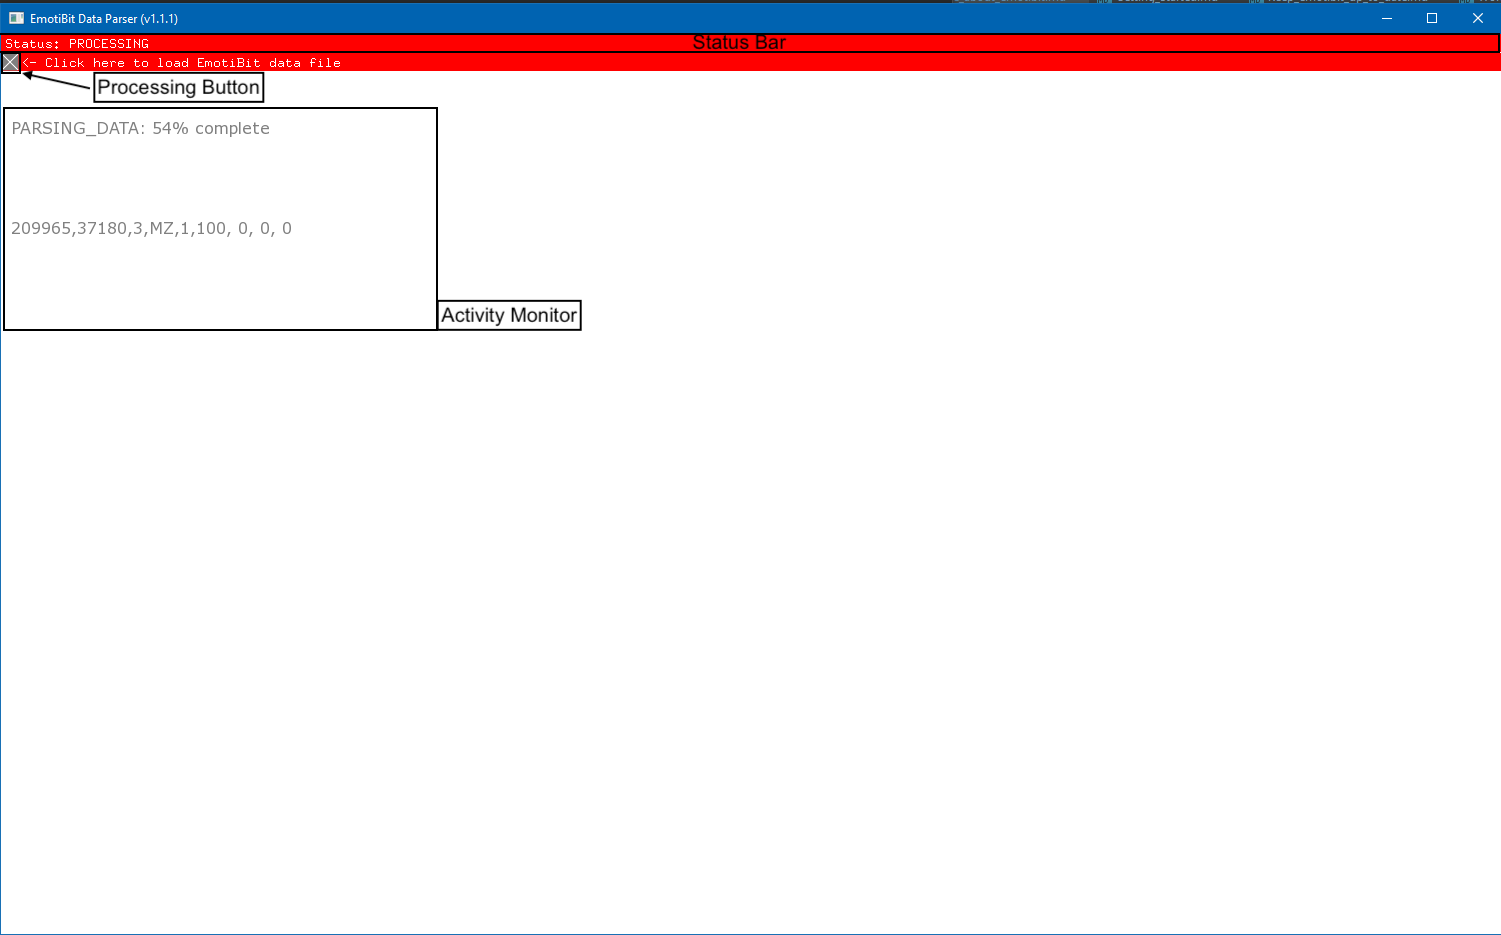 EmotiBit Data Parser (v1.1.1)
Status: PROCESSING
Status Bar
<- Click here to load EmotiBit data file
Processing Button
PARSING_DATA: 54% complete
209965,37180,3,MZ,1,100, 0, 0, 0
Activity Monitor